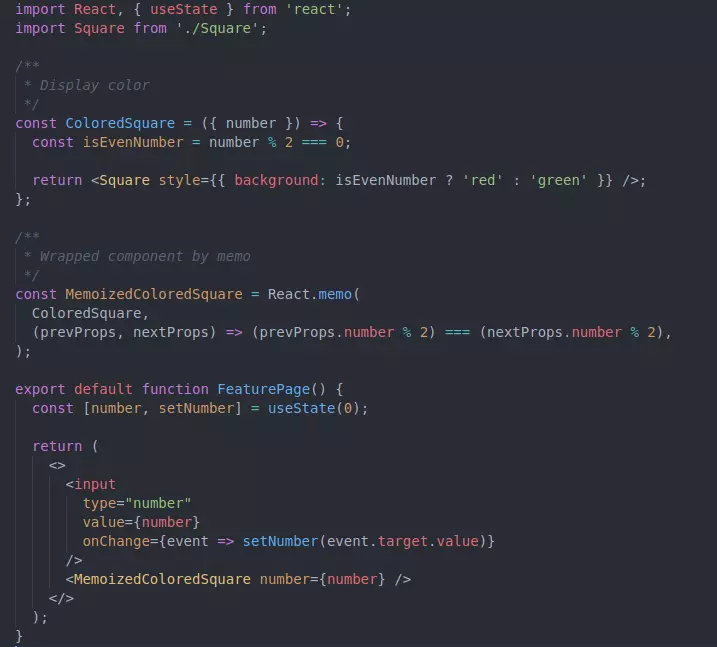 import React, { useState } from 'react';
import Square from './Square';
/**
 * Display color
 */
const ColoredSquare = ({ number }) => {
  const isEvenNumber = number % 2 === 0;
  return <Square style={{ background: isEvenNumber ? 'red' : 'green' }} />;
};
/**
 * Wrapped component by memo
 */
const MemoizedColoredSquare = React.memo(
  ColoredSquare,
  (prevProps, nextProps) => (prevProps.number % 2) === (nextProps.number % 2),
);
export default function FeaturePage() {
  const [number, setNumber] = useState(0);
  return (
    <>
      <input
        type="number"
        value={number}
        onChange={event => setNumber(event.target.value)}
      />
      <MemoizedColoredSquare number={number} />
    </>
  );
}